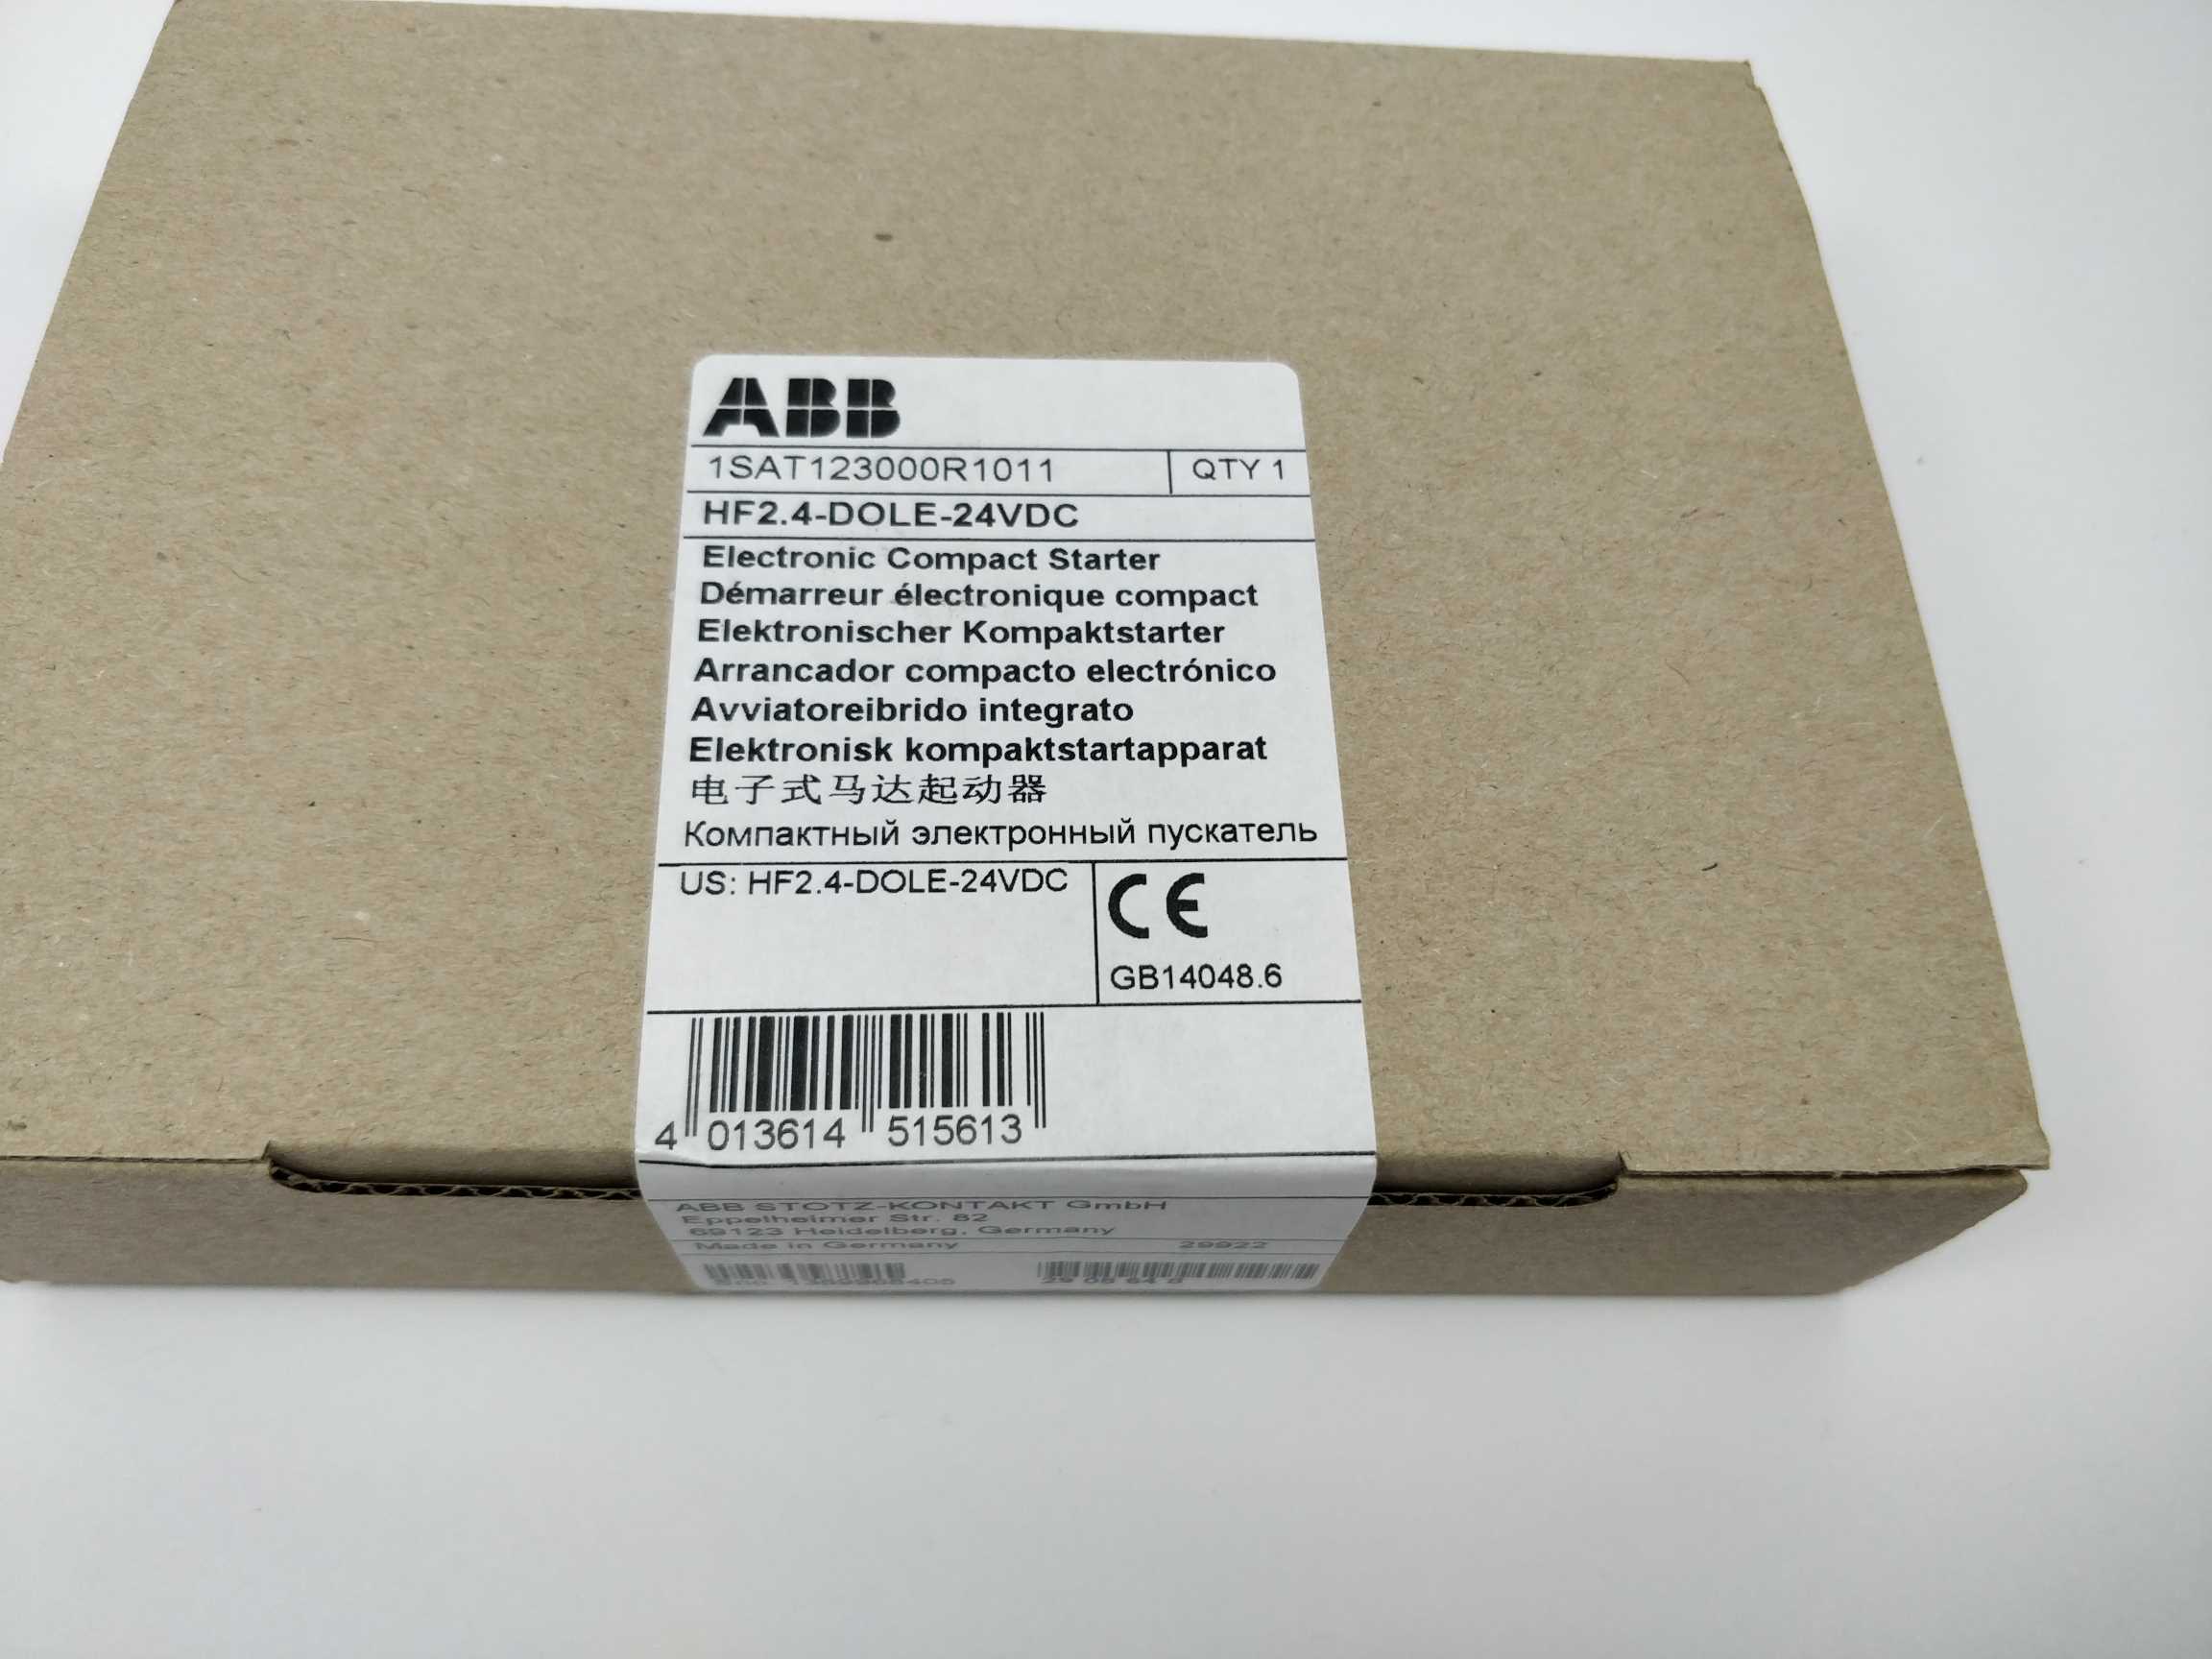 ABB
1SAT123000R1011 QTY 1
HF2.4-DOLE-24VDC
Electronic Compact Starter
Démarreur électronique compact
Elektronischer Kompaktstarter
Arrancador compacto electrónico
Avviatoreibrido integrato
Elektronisk kompaktstartapparat
电子式马达起动器
Компактный электронный пускатель
US: HF2.4-DOLE-24VDC
CE
GB14048.6
4 013614 515613
ABB STOTZ-KONTAKT GmbH
Eppelheimer Str. 82
69123 Heidelberg, Germany
Made in Germany 29922